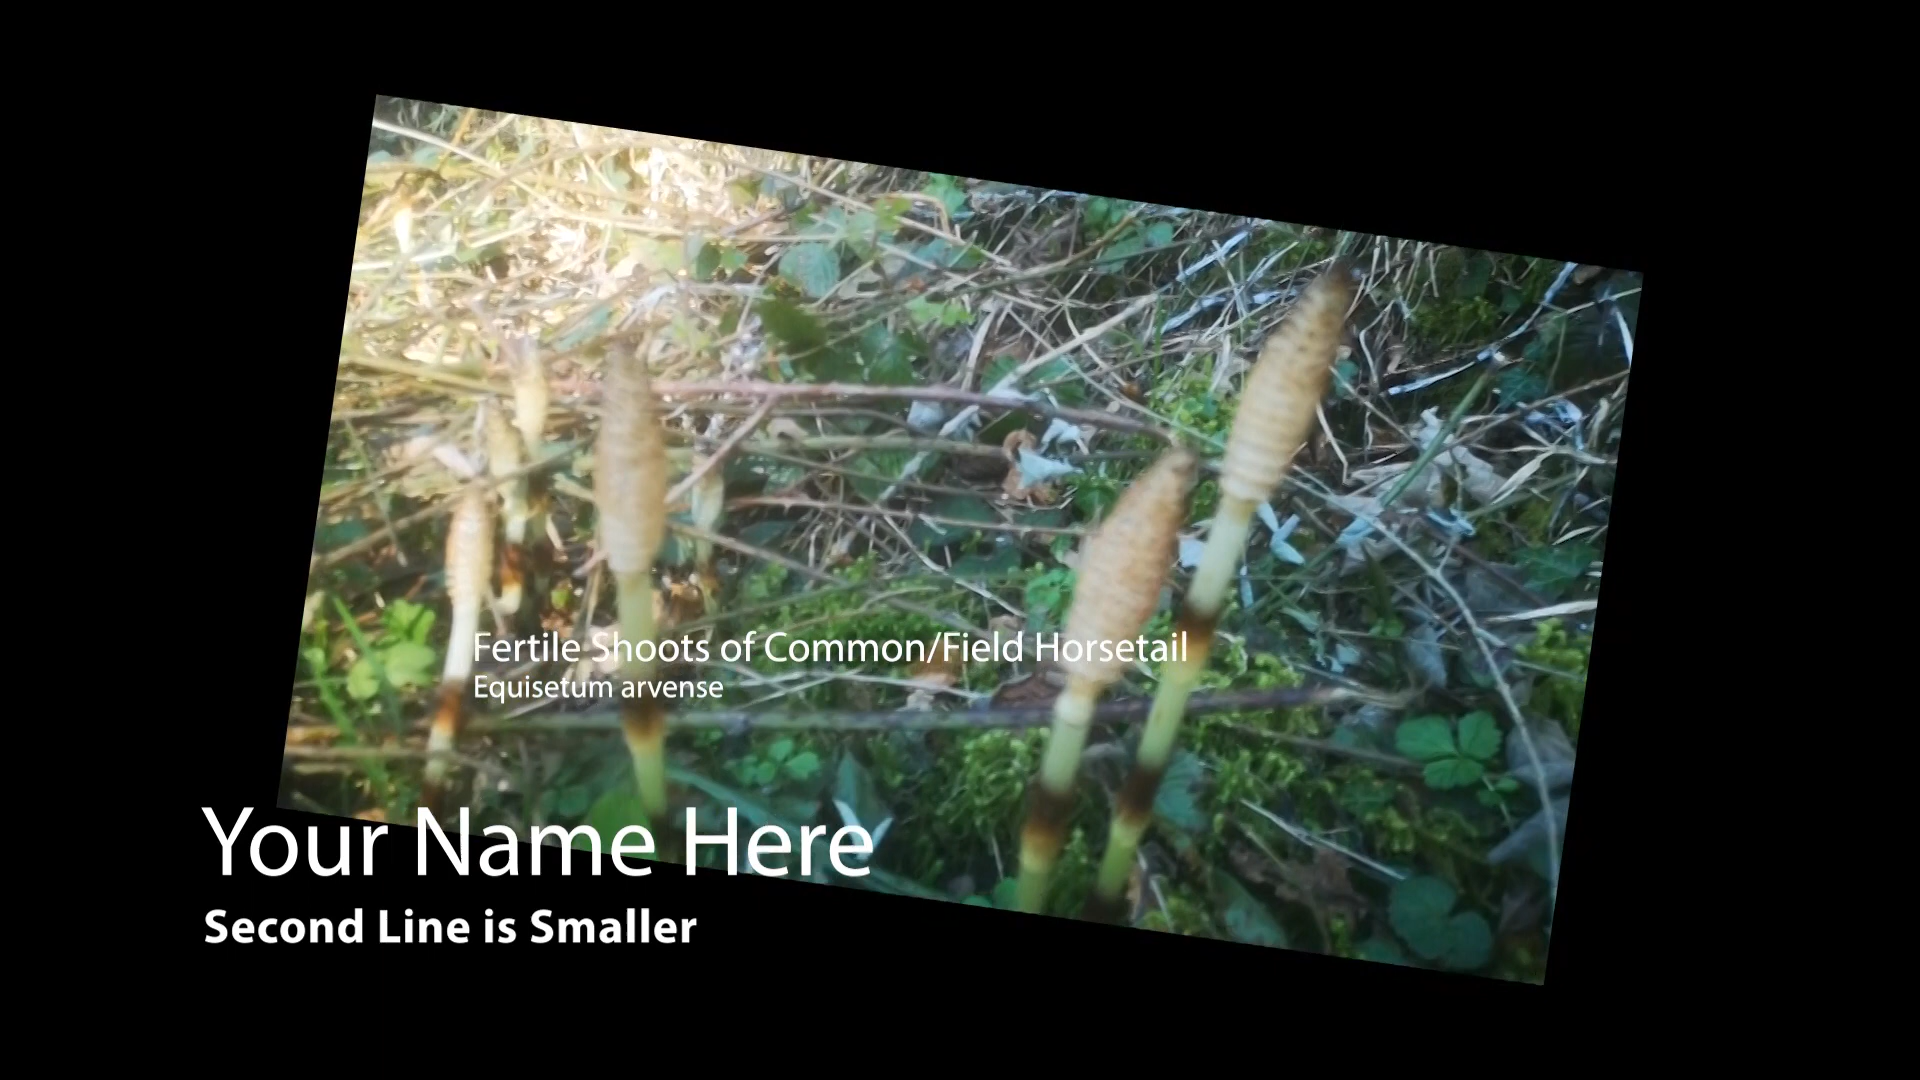 Fertile Shoots of Common/Field Horsetail
Equisetum arvense
Your Name Here
Second Line is Smaller